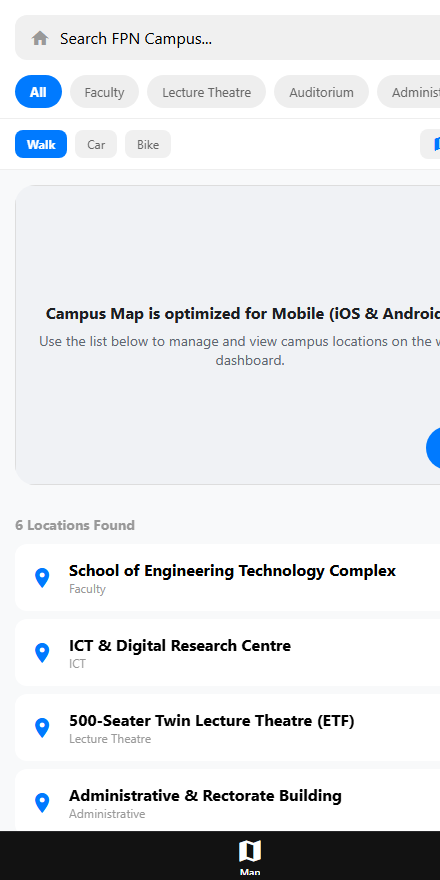 Search FPN Campus...
All Faculty Lecture Theatre Auditorium Administ
Walk Car Bike
Campus Map is optimized for Mobile (iOS & Android
Use the list below to manage and view campus locations on the w
dashboard.
6 Locations Found
School of Engineering Technology Complex
Faculty
ICT & Digital Research Centre
ICT
500-Seater Twin Lecture Theatre (ETF)
Lecture Theatre
Administrative & Rectorate Building
Administrative
Map